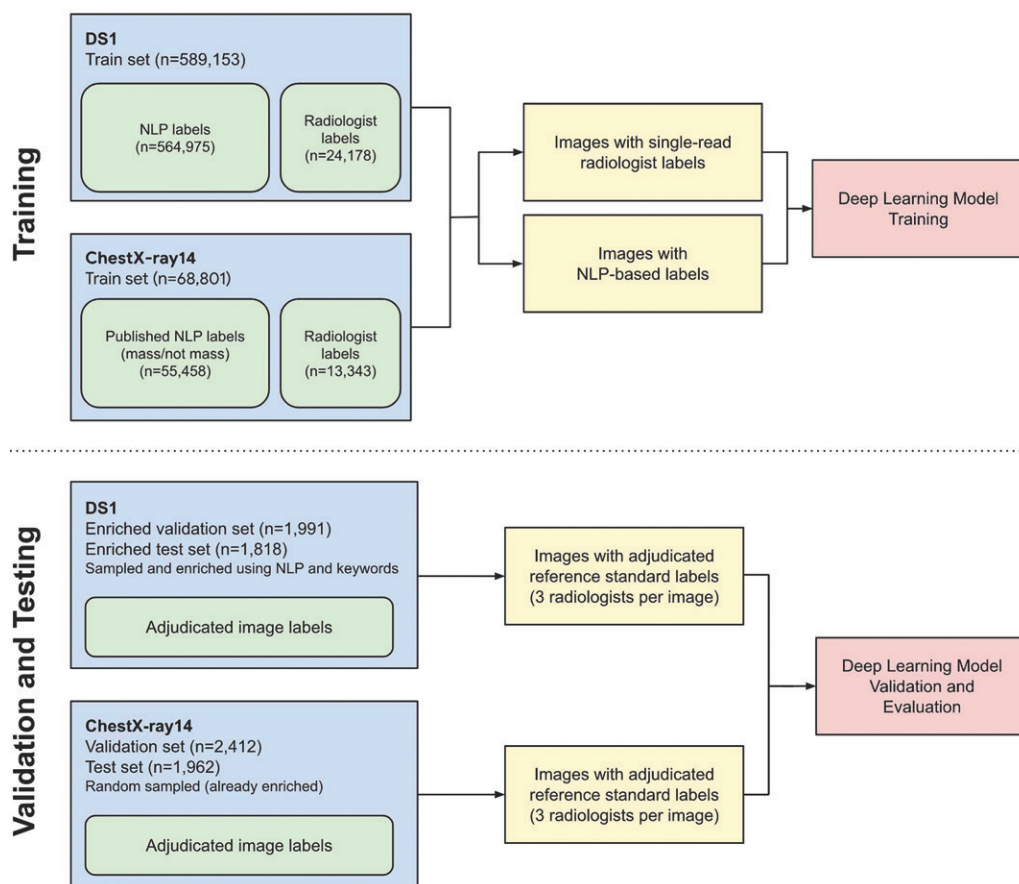 Training
DS1
Train set (n=589,153)
NLP labels
(n=564,975)
Radiologist
labels
(n=24,178)
ChestX-ray14
Train set (n=68,801)
Published NLP labels
(mass/not mass)
(n=55,458)
Radiologist
labels
(n=13,343)
Images with single-read
radiologist labels
Images with
NLP-based labels
Deep Learning Model
Training
Validation and Testing
DS1
Enriched validation set (n=1,991)
Enriched test set (n=1,818)
Sampled and enriched using NLP and keywords
Adjudicated image labels
ChestX-ray14
Validation set (n=2,412)
Test set (n=1,962)
Random sampled (already enriched)
Adjudicated image labels
Images with adjudicated
reference standard labels
(3 radiologists per image)
Images with adjudicated
reference standard labels
(3 radiologists per image)
Deep Learning Model
Validation and
Evaluation